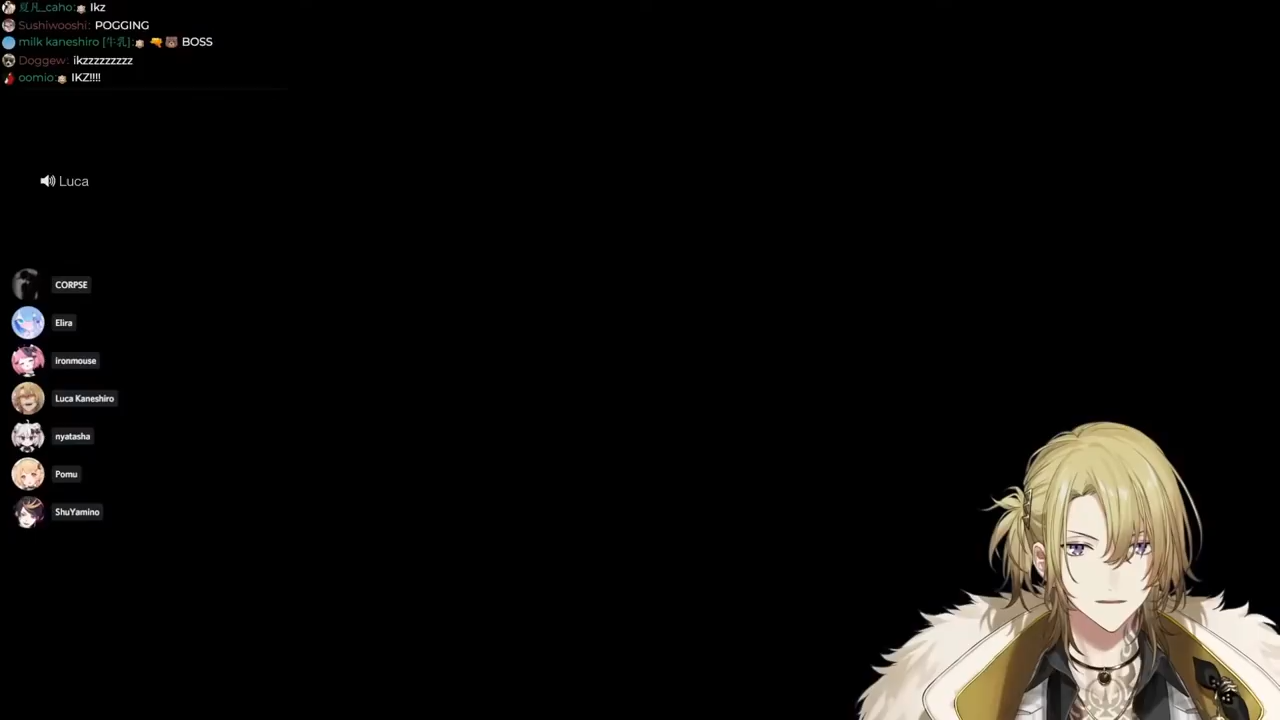 夏凡_caho: Ikz
Sushiwooshi: POGGING
milk kaneshiro [牛乳]: BOSS
Doggew: ikzzzzzzzzz
oomio: IKZ!!!!
Luca
CORPSE
Elira
ironmouse
Luca Kaneshiro
nyatasha
Pomu
ShuYamino